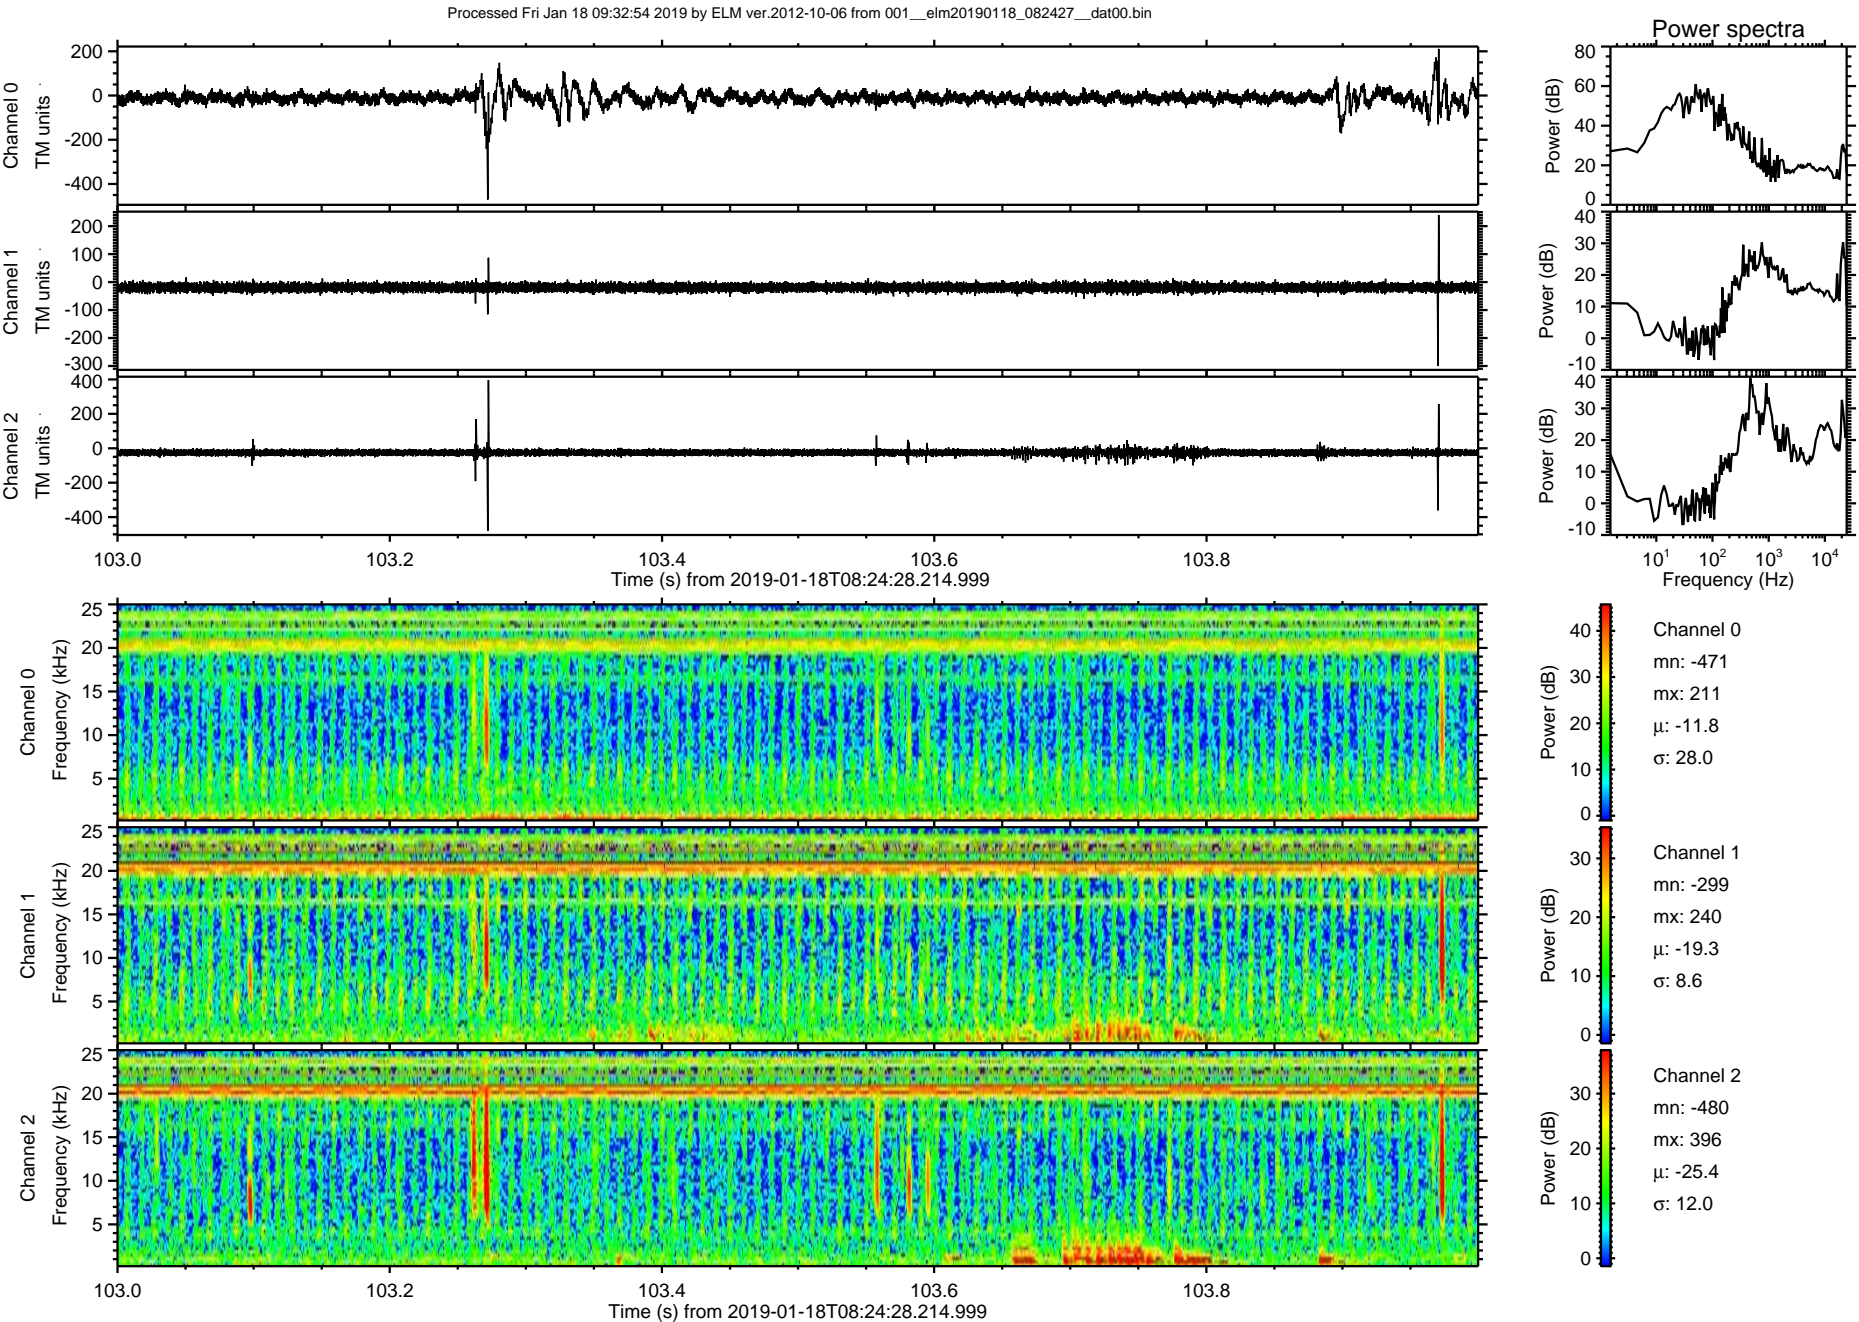 Processed Fri Jan 18 09:32:54 2019 by ELM ver.2012-10-06 from 001__elm20190118_082427__dat00.bin
Power spectra
Channel 0
TM units
200
0
-200
-400
Power (dB)
80
60
40
20
0
Channel 1
TM units
200
100
0
-100
-200
-300
Power (dB)
40
30
20
10
0
-10
Channel 2
TM units
400
200
0
-200
-400
Power (dB)
40
30
20
10
0
-10
103.0 103.2 103.4 103.6 103.8
Time (s) from 2019-01-18T08:24:28.214.999
10¹ 10² 10³ 10⁴
Frequency (Hz)
Channel 0
Frequency (kHz)
25
20
15
10
5
Power (dB)
40
30
20
10
0
Channel 0
mn: -471
mx: 211
µ: -11.8
σ: 28.0
Channel 1
Frequency (kHz)
25
20
15
10
5
Power (dB)
30
20
10
0
Channel 1
mn: -299
mx: 240
µ: -19.3
σ: 8.6
Channel 2
Frequency (kHz)
25
20
15
10
5
Power (dB)
30
20
10
0
Channel 2
mn: -480
mx: 396
µ: -25.4
σ: 12.0
103.0 103.2 103.4 103.6 103.8
Time (s) from 2019-01-18T08:24:28.214.999